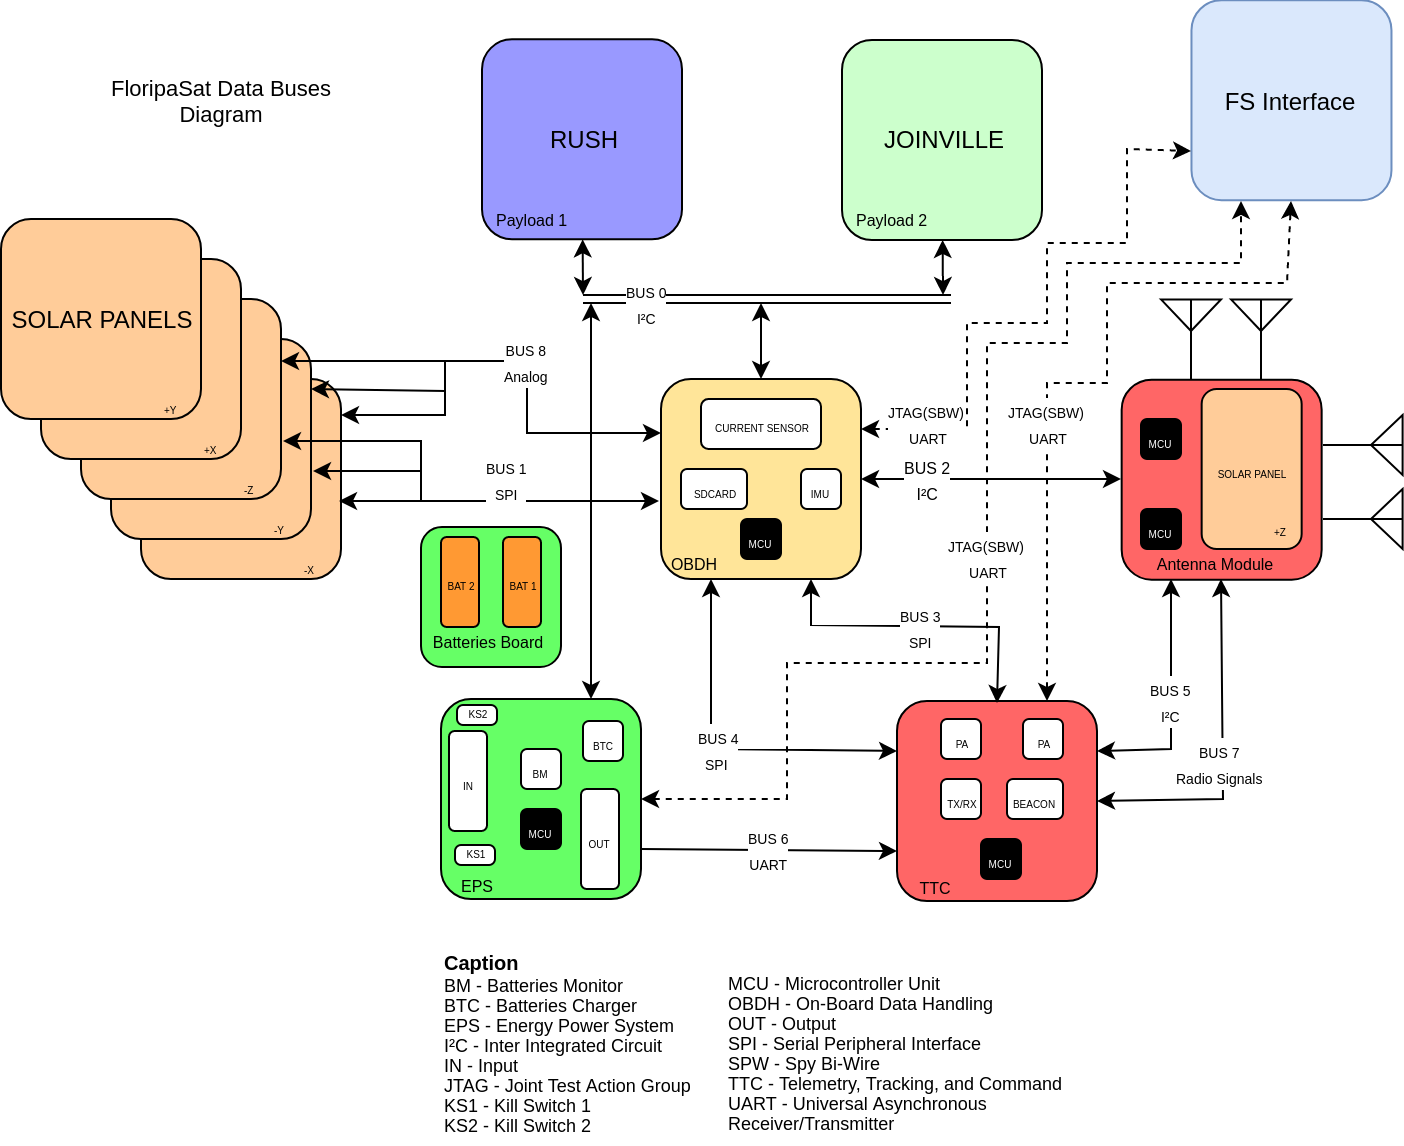 FloripaSat Data Buses
Diagram
RUSH
Payload 1
JOINVILLE
Payload 2
FS Interface
SOLAR PANELS
+Y
+X
-Z
-Y
-X
BUS 0
I²C
BUS 8
Analog
BUS 1
SPI
CURRENT SENSOR
SDCARD
IMU
MCU
OBDH
JTAG(SBW)
UART
JTAG(SBW)
UART
BUS 2
I²C
JTAG(SBW)
UART
MCU
MCU
SOLAR PANEL
+Z
Antenna Module
BAT 2
BAT 1
Batteries Board
BUS 3
SPI
BUS 4
SPI
BUS 5
I²C
BUS 7
Radio Signals
KS2
IN
BM
BTC
MCU
OUT
KS1
EPS
BUS 6
UART
PA
PA
TX/RX
BEACON
MCU
TTC
Caption
BM - Batteries Monitor
BTC - Batteries Charger
EPS - Energy Power System
I²C - Inter Integrated Circuit
IN - Input
JTAG - Joint Test Action Group
KS1 - Kill Switch 1
KS2 - Kill Switch 2
MCU - Microcontroller Unit
OBDH - On-Board Data Handling
OUT - Output
SPI - Serial Peripheral Interface
SPW - Spy Bi-Wire
TTC - Telemetry, Tracking, and Command
UART - Universal Asynchronous
Receiver/Transmitter